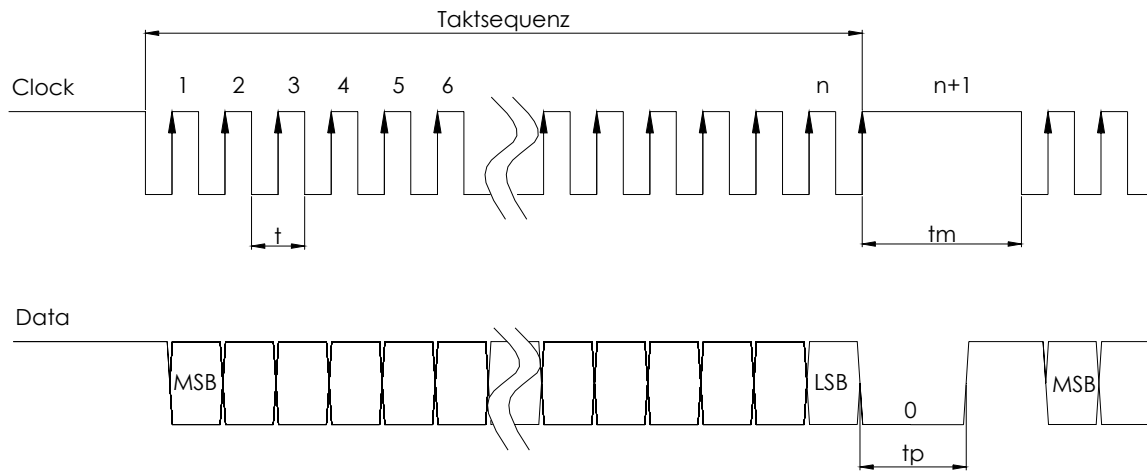 Taktsequenz
Clock
1 2 3 4 5 6 n n+1
t
tm
Data
MSB LSB 0 MSB
tp